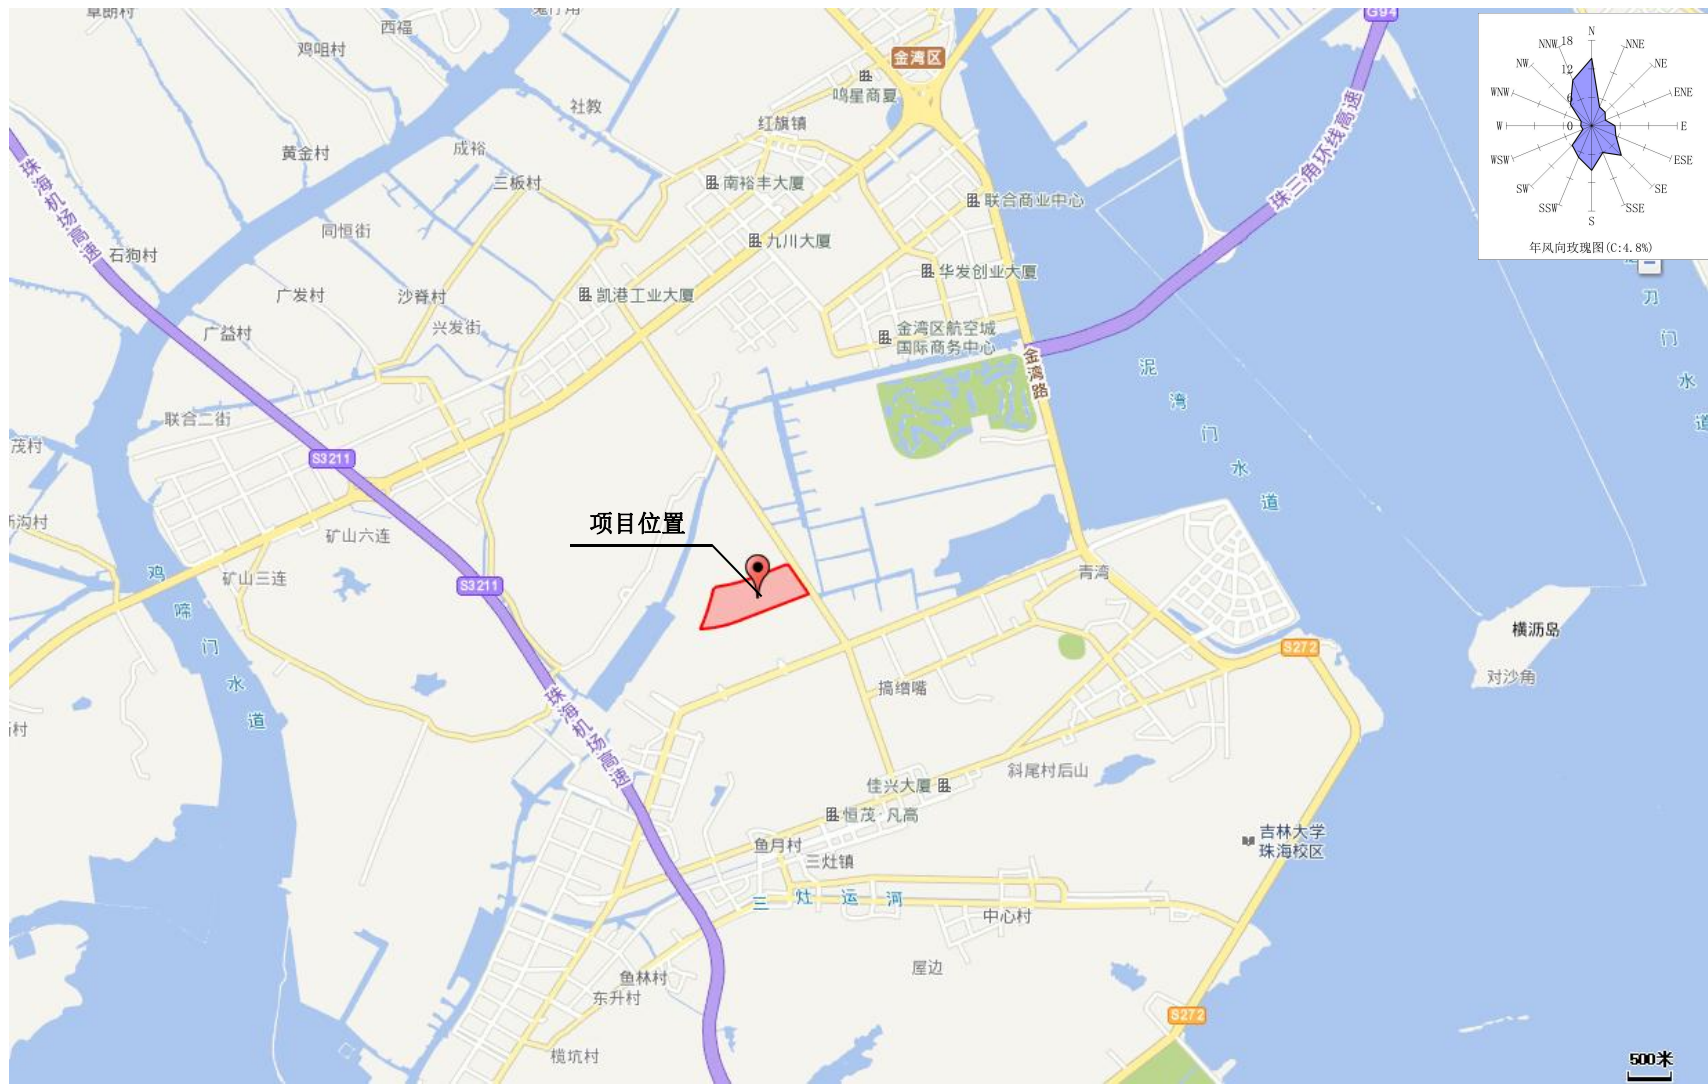 西福
鸡咀村
金湾区
G94
N
NNW
18
NNE
NW
12
NE
WNW
6
ENE
W
0
E
WSW
ESE
SW
SE
SSW
SSE
S
年风向玫瑰图(C:4.8%)
社教
鸣星商夏
红旗镇
珠三角环线高速
黄金村
成裕
三板村
南裕丰大厦
联合商业中心
珠海机场高速
同恒街
石狗村
九川大厦
华发创业大厦
广发村
沙脊村
凯港工业大厦
刀
门
水
道
广益村
兴发街
金湾区航空城
国际商务中心
金湾路
泥
湾
门
水
道
联合二街
茂村
S3211
项目位置
沟村
矿山六连
矿山三连
S3211
鸡
啼
门
水
道
青湾
横沥岛
对沙角
S272
搞缯嘴
珠海机场高速
村
斜尾村后山
佳兴大厦
恒茂·凡高
吉林大学
珠海校区
鱼月村
三灶镇
三灶运河
中心村
屋边
鱼林村
东升村
S272
榄坑村
500米